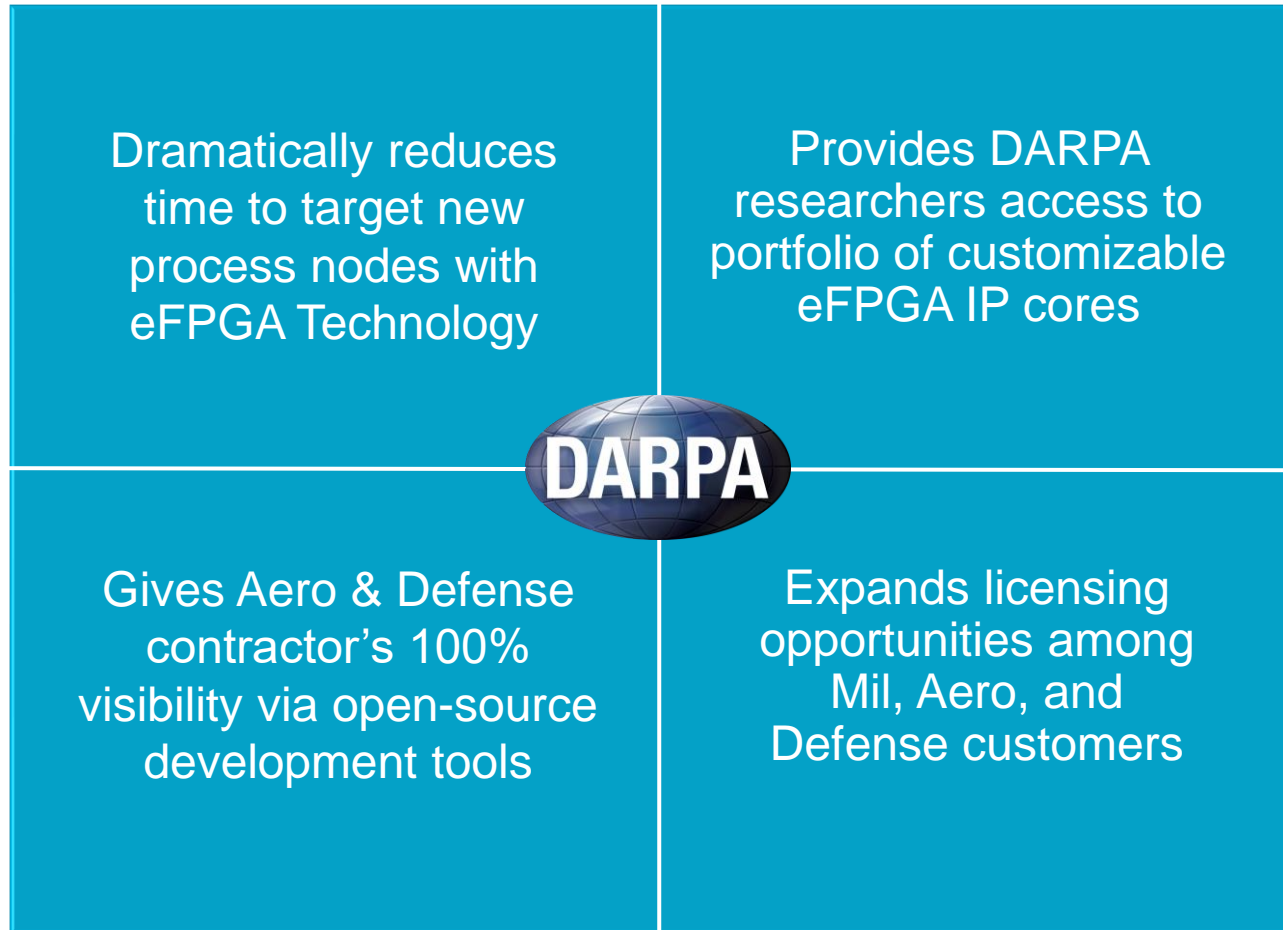 Dramatically reduces
time to target new
process nodes with
eFPGA Technology
Provides DARPA
researchers access to
portfolio of customizable
eFPGA IP cores
DARPA
Gives Aero & Defense
contractor’s 100%
visibility via open-source
development tools
Expands licensing
opportunities among
Mil, Aero, and
Defense customers